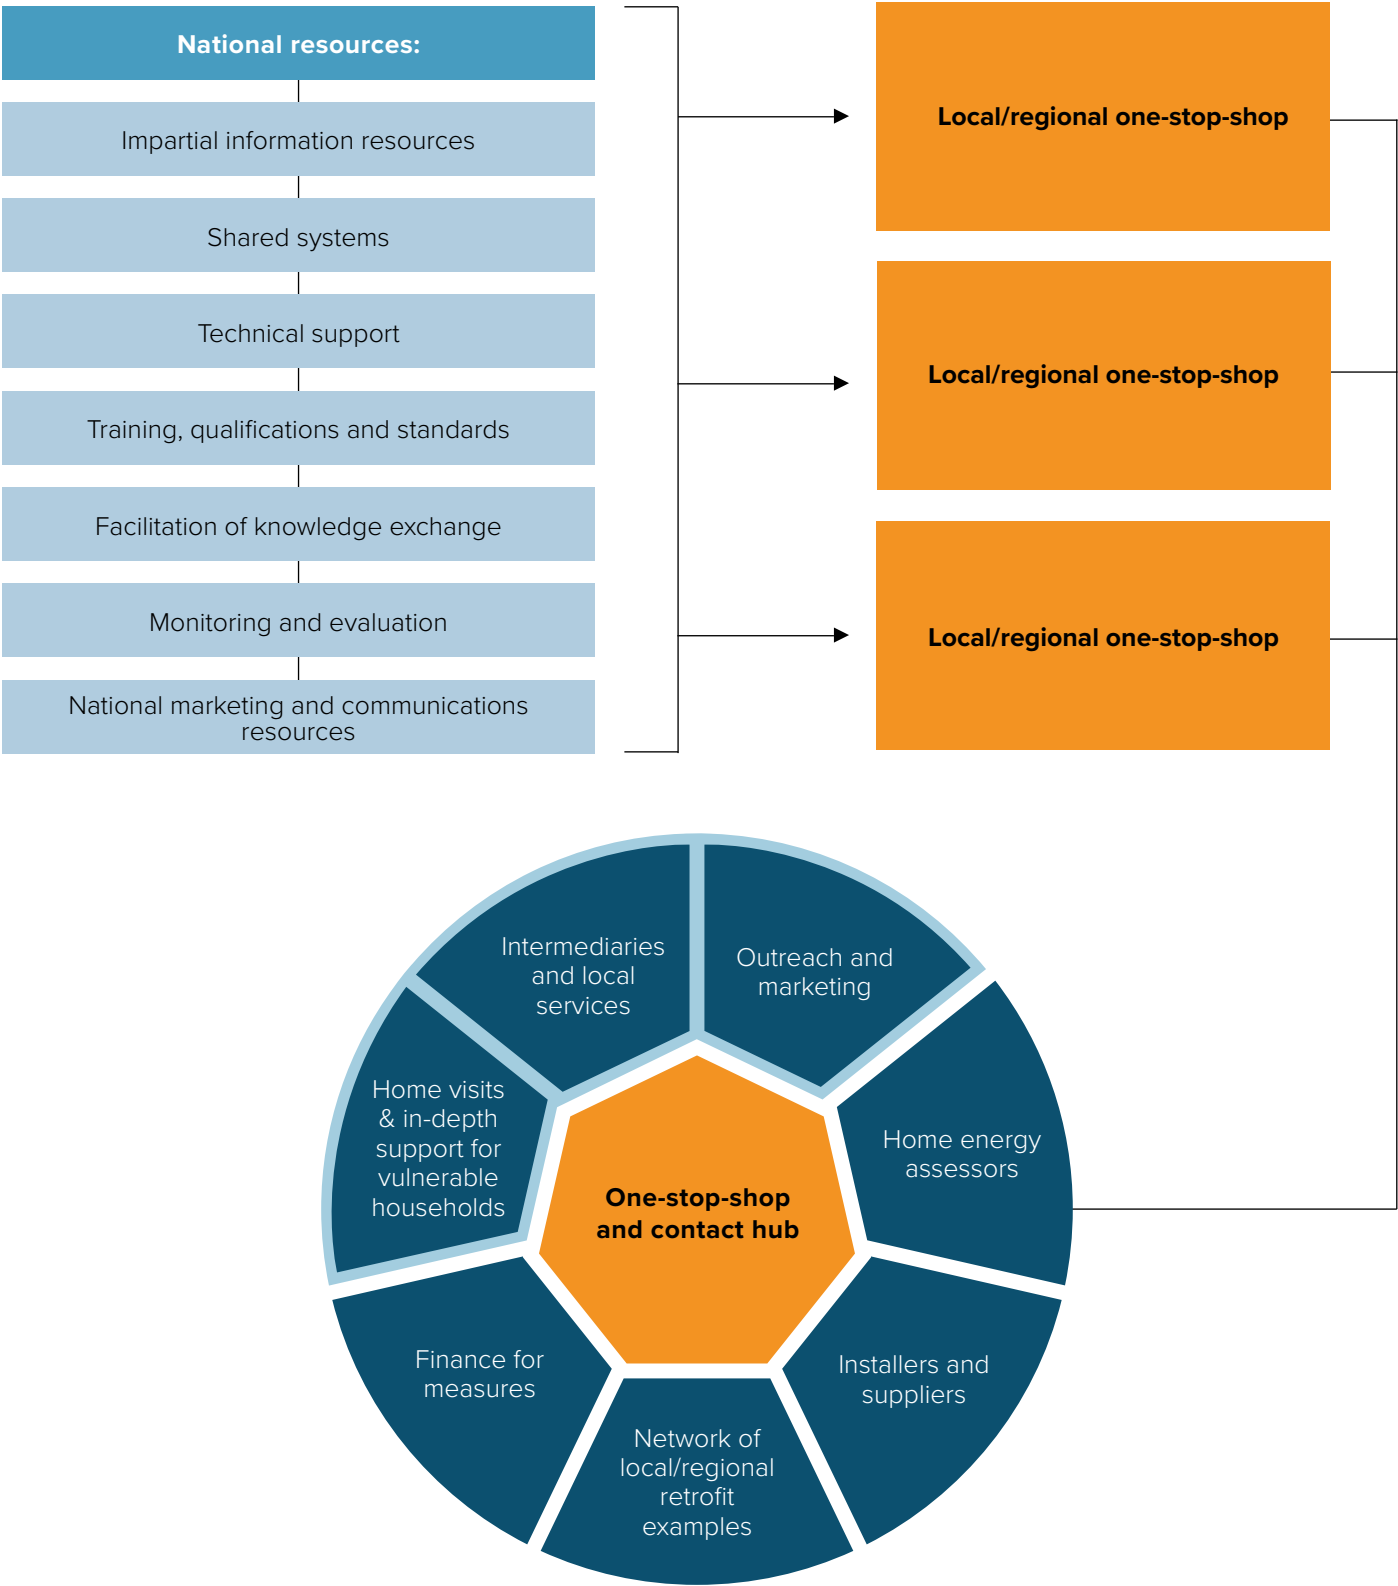 National resources:
Impartial information resources
Shared systems
Technical support
Training, qualifications and standards
Facilitation of knowledge exchange
Monitoring and evaluation
National marketing and communications
resources
Local/regional one-stop-shop
Local/regional one-stop-shop
Local/regional one-stop-shop
Intermediaries
and local
services
Outreach and
marketing
Home visits
& in-depth
support for
vulnerable
households
Home energy
assessors
One-stop-shop
and contact hub
Finance for
measures
Installers and
suppliers
Network of
local/regional
retrofit
examples